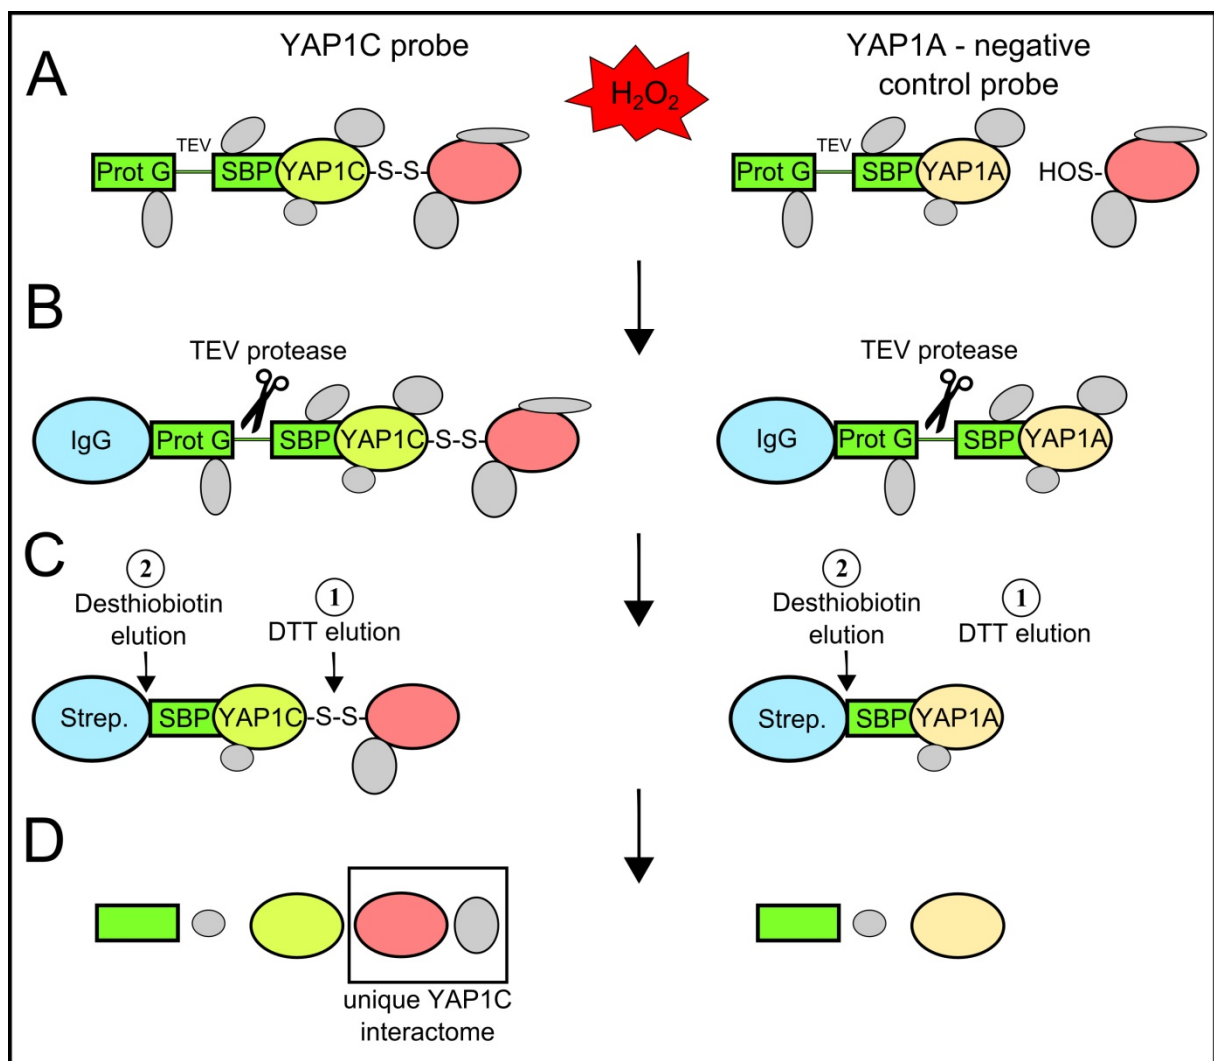 A
YAP1C probe
H2O2
YAP1A - negative
control probe
TEV
Prot G
SBP
YAP1C
-S-S-
TEV
Prot G
SBP
YAP1A
HOS-
B
TEV protease
IgG
Prot G
SBP
YAP1C
-S-S-
TEV protease
IgG
Prot G
SBP
YAP1A
C
2
Desthiobiotin
elution
1
DTT elution
Strep.
SBP
YAP1C
-S-S-
2
Desthiobiotin
elution
1
DTT elution
Strep.
SBP
YAP1A
D
unique YAP1C
interactome